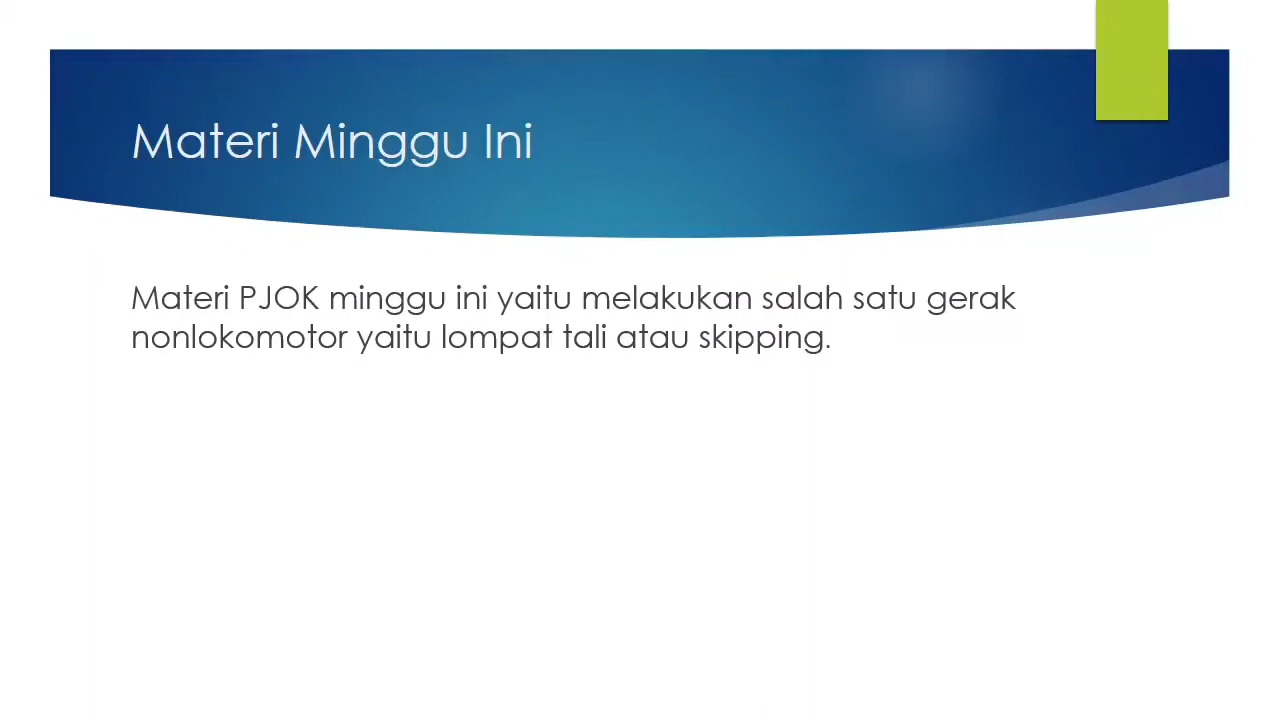 Materi Minggu Ini
Materi PJOK minggu ini yaitu melakukan salah satu gerak
nonlokomotor yaitu lompat tali atau skipping.